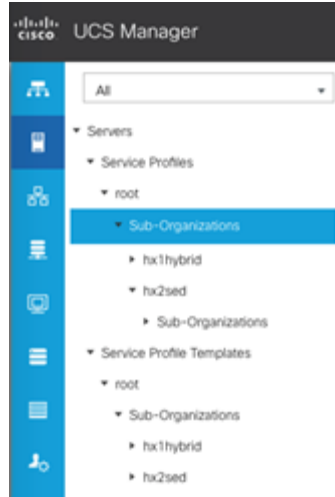 cisco UCS Manager
All
Servers
Service Profiles
root
Sub-Organizations
hx1hybrid
hx2sed
Sub-Organizations
Service Profile Templates
root
Sub-Organizations
hx1hybrid
hx2sed